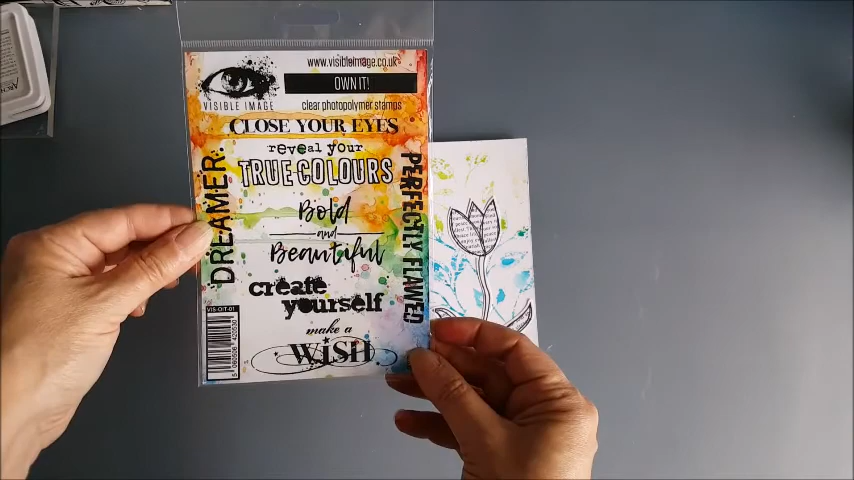 www.visibleimage.co.uk
OWN IT!
VISIBLE IMAGE
clear photopolymer stamps
CLOSE YOUR EYES
reveal your
TRUE COLOURS
DREAMER
PERFECTLY FLAWED
Bold
and
Beautiful
create
yourself
make a
WiSH
VIS-OIT-01